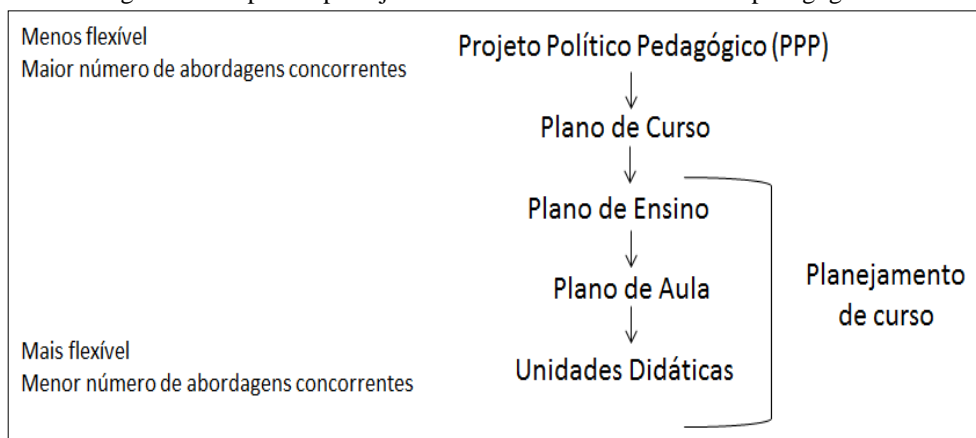 Menos flexível
Maior número de abordagens concorrentes
Projeto Político Pedagógico (PPP)
Plano de Curso
Plano de Ensino
Plano de Aula
Planejamento
de curso
Mais flexível
Menor número de abordagens concorrentes
Unidades Didáticas